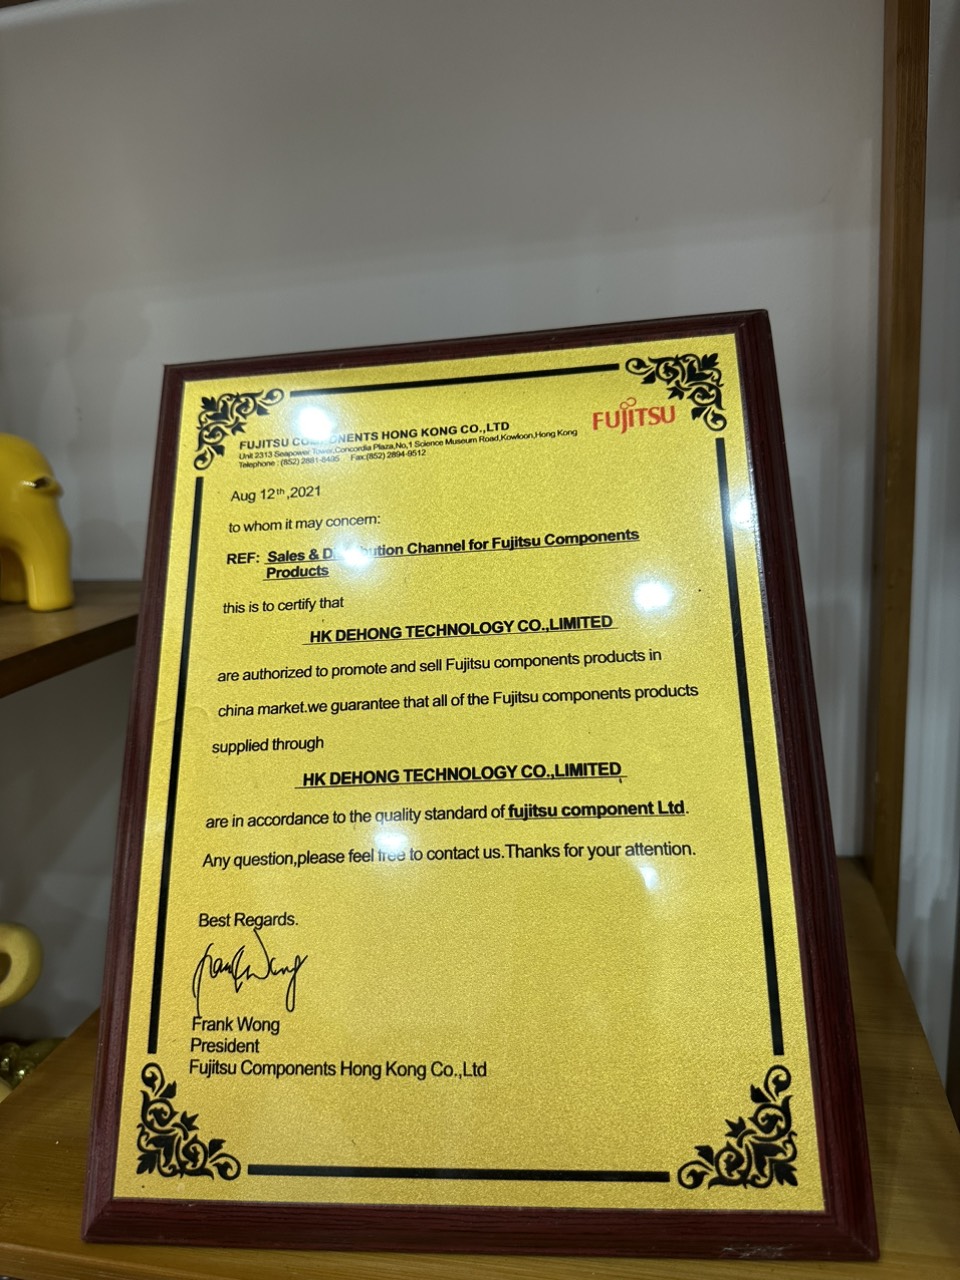 FUJITSU
FUJITSU HONG KONG CO.,LTD
Unit 2313 Seapower Tower,Concordia Plaza,No,1 Science Museum Road,Kowloon,Hong Kong
Telephone : (852) 2881-8495 Fax:(852) 2894-9512
Aug 12th,2021
to whom it may concern:
REF: Sales & Channel for Fujitsu Components
Products
this is to certify that
HK DEHONG TECHNOLOGY CO.,LIMITED
are authorized to promote and sell Fujitsu components products in
china market.we guarantee that all of the Fujitsu components products
supplied through
HK DEHONG TECHNOLOGY CO.,LIMITED
are in accordance to the quality standard of fujitsu component Ltd.
Any question,please feel free to contact us.Thanks for your attention.
Best Regards.
Frank Wong
Frank Wong
President
Fujitsu Components Hong Kong Co.,Ltd